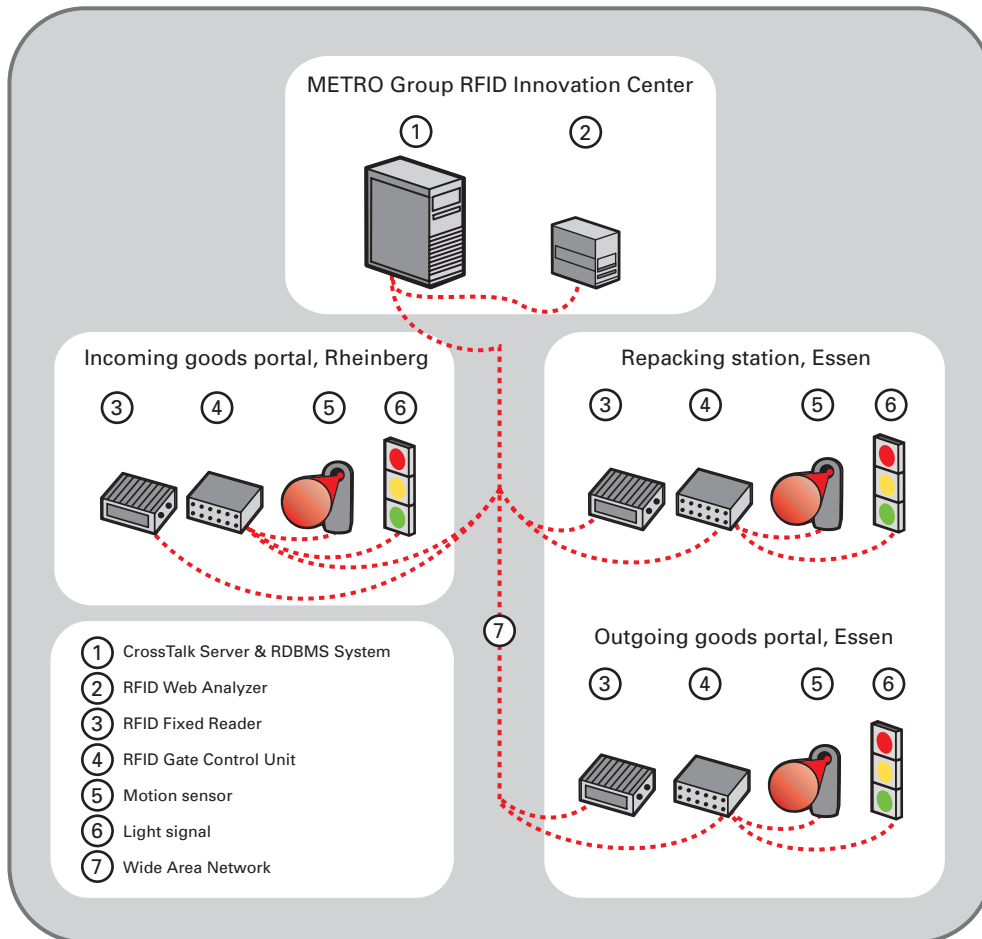 METRO Group RFID Innovation Center
1 2
Incoming goods portal, Rheinberg
3 4 5 6
Repacking station, Essen
3 4 5 6
7
Outgoing goods portal, Essen
3 4 5 6
1 CrossTalk Server & RDBMS System
2 RFID Web Analyzer
3 RFID Fixed Reader
4 RFID Gate Control Unit
5 Motion sensor
6 Light signal
7 Wide Area Network